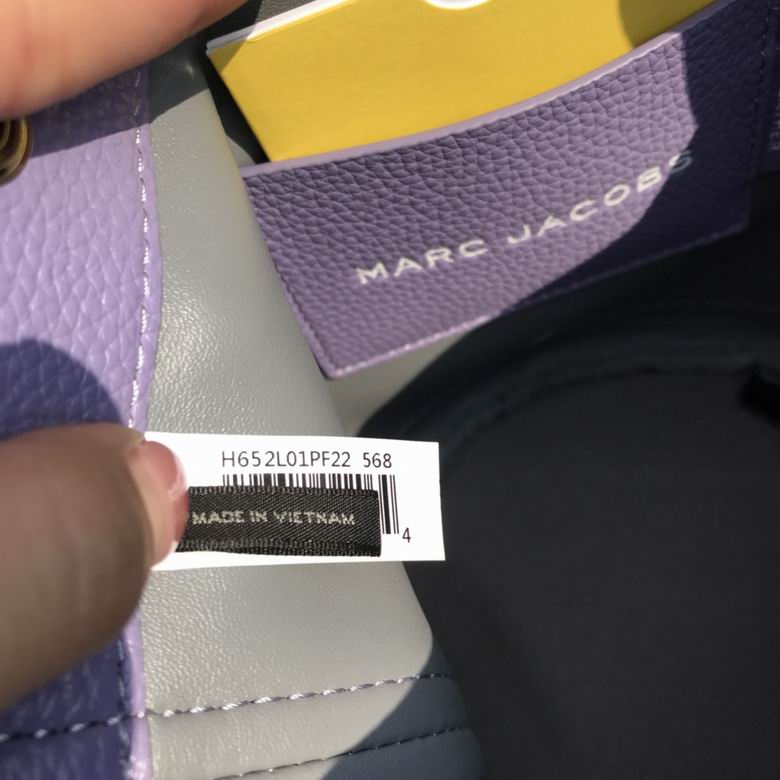 MARC JACOBS
H652L01PF22 568
MADE IN VIETNAM
4